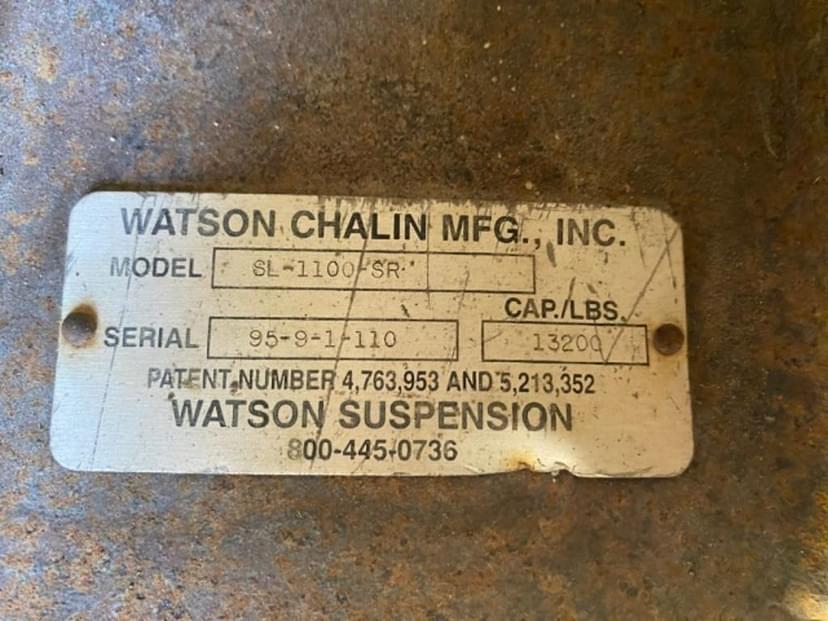 WATSON CHALIN MFG., INC.
MODEL SL-1100-SR
CAP./LBS.
SERIAL 95-9-1-110 13200
PATENT NUMBER 4,763,953 AND 5,213,352
WATSON SUSPENSION
800-445-0736